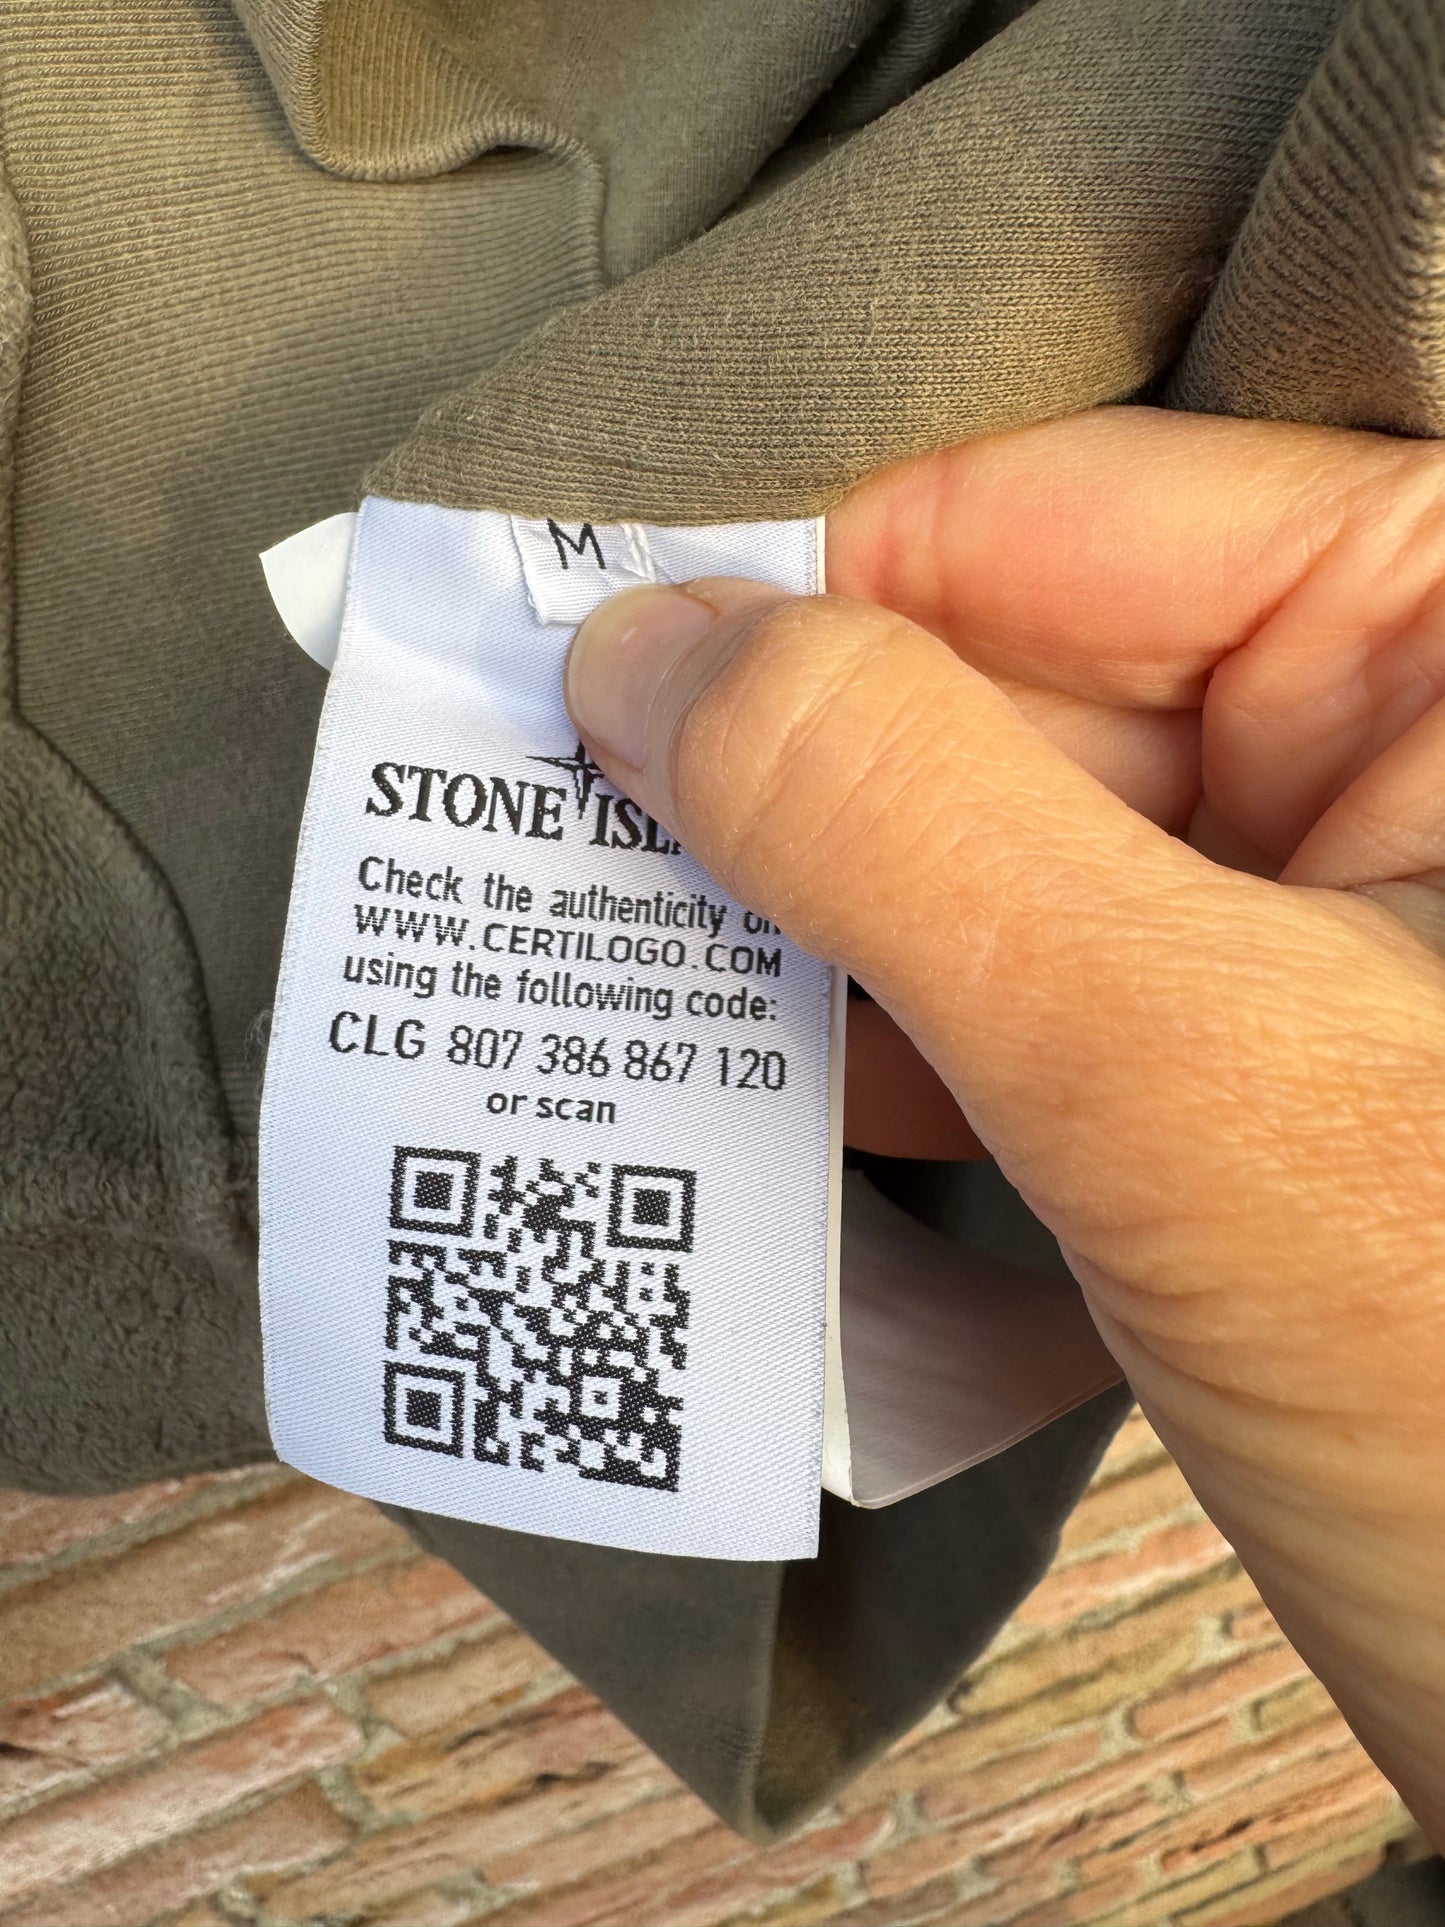 M
STONE
Check the authenticity on
WWW.CERTILOGO.COM
using the following code:
CLG 807 386 867 120
or scan